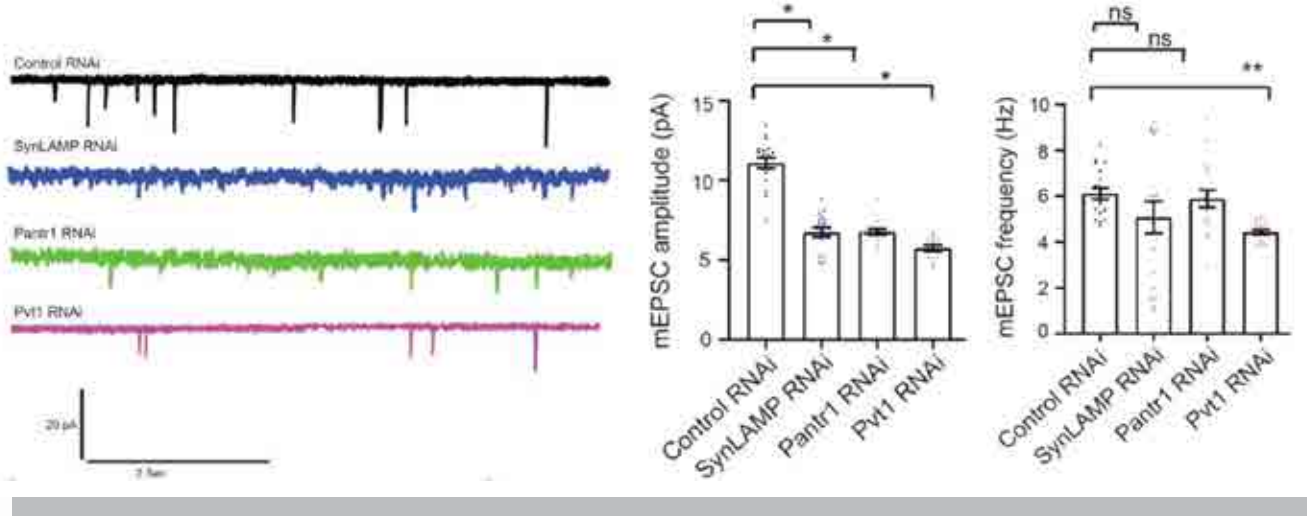 Control RNAi
SynLAMP RNAi
Pantr1 RNAi
Pvt1 RNAi
20 pA
*
*
*
mEPSC amplitude (pA)
15
10
5
0
Control RNAi
SynLAMP RNAi
Pantr1 RNAi
Pvt1 RNAi
ns
ns
**
mEPSC frequency (Hz)
10
8
6
4
2
0
Control RNAi
SynLAMP RNAi
Pantr1 RNAi
Pvt1 RNAi